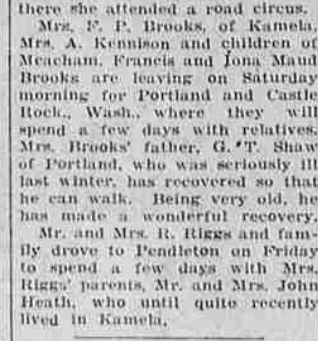 there she attended a road circus.
Mrs. F. P. Brooks, of Kamela,
Mrs. A. Kennison and children of
Meacham, Francis and Iona Maud
Brooks are leaving on Saturday
morning for Portland and Castle
Rock., Wash., where they will
spend a few days with relatives.
Mrs. Brooks' father, G. T. Shaw
of Portland, who was seriously ill
last winter, has recovered so that
he can walk. Being very old, he
has made a wonderful recovery.
Mr. and Mrs. R. Riggs and fam-
ily drove to Pendleton on Friday
to spend a few days with Mrs.
Riggs' parents, Mr. and Mrs. John
Heath, who until quite recently
lived in Kamela.